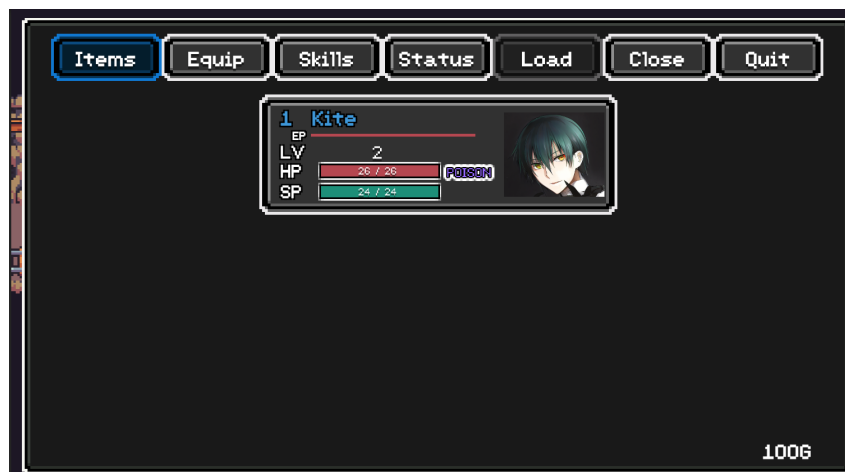 Items Equip Skills Status Load Close Quit
1 Kite
EP
LV 2
HP 26 / 26 POISON
SP 24 / 24
100G